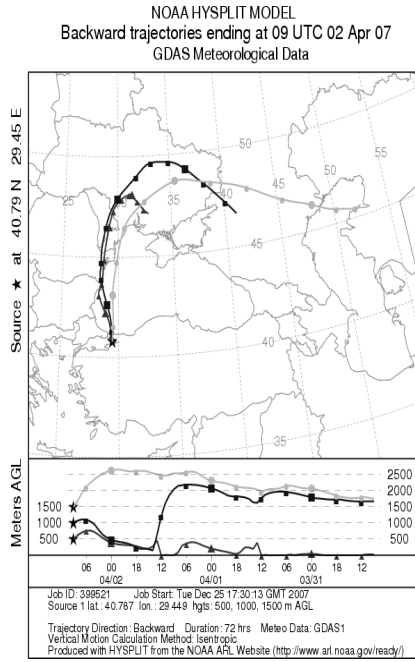 NOAA HYSPLIT MODEL
Backward trajectories ending at 09 UTC 02 Apr 07
GDAS Meteorological Data
Source ★ at 40.79 N 29.45 E
55
50
50
45
45
40
40
35
35
25
Meters AGL
1500
1000
500
2500
2000
1500
1000
500
06 00 18 12 06 00 18 12 06 00 18 12
04/02 04/01 03/31
Job ID: 399521 Job Start: Tue Dec 25 17:30:13 GMT 2007
Source 1 lat.: 40.787 lon.: 29.449 hgts: 500, 1000, 1500 m AGL
Trajectory Direction: Backward Duration: 72 hrs Meteo Data: GDAS1
Vertical Motion Calculation Method: Isentropic
Produced with HYSPLIT from the NOAA ARL Website (http://www.arl.noaa.gov/ready/)